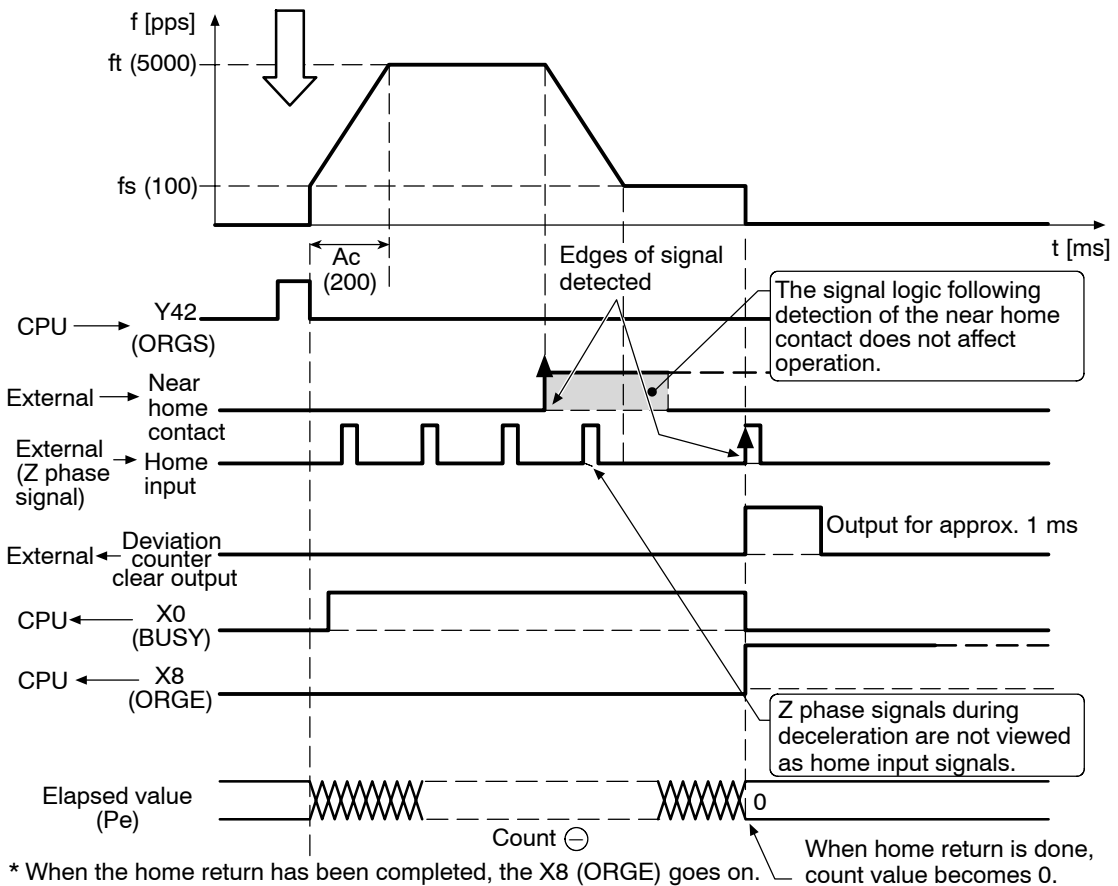 f [pps]
ft (5000)
fs (100)
t [ms]
Ac
(200)
Edges of signal
detected
The signal logic following
detection of the near home
contact does not affect
operation.
CPU
Y42
(ORGS)
External
Near
home
contact
External
(Z phase
signal)
Home
input
External
Deviation
counter
clear output
Output for approx. 1 ms
CPU
X0
(BUSY)
CPU
X8
(ORGE)
Z phase signals during
deceleration are not viewed
as home input signals.
Elapsed value
(Pe)
0
Count ⊖
When home return is done,
count value becomes 0.
* When the home return has been completed, the X8 (ORGE) goes on.